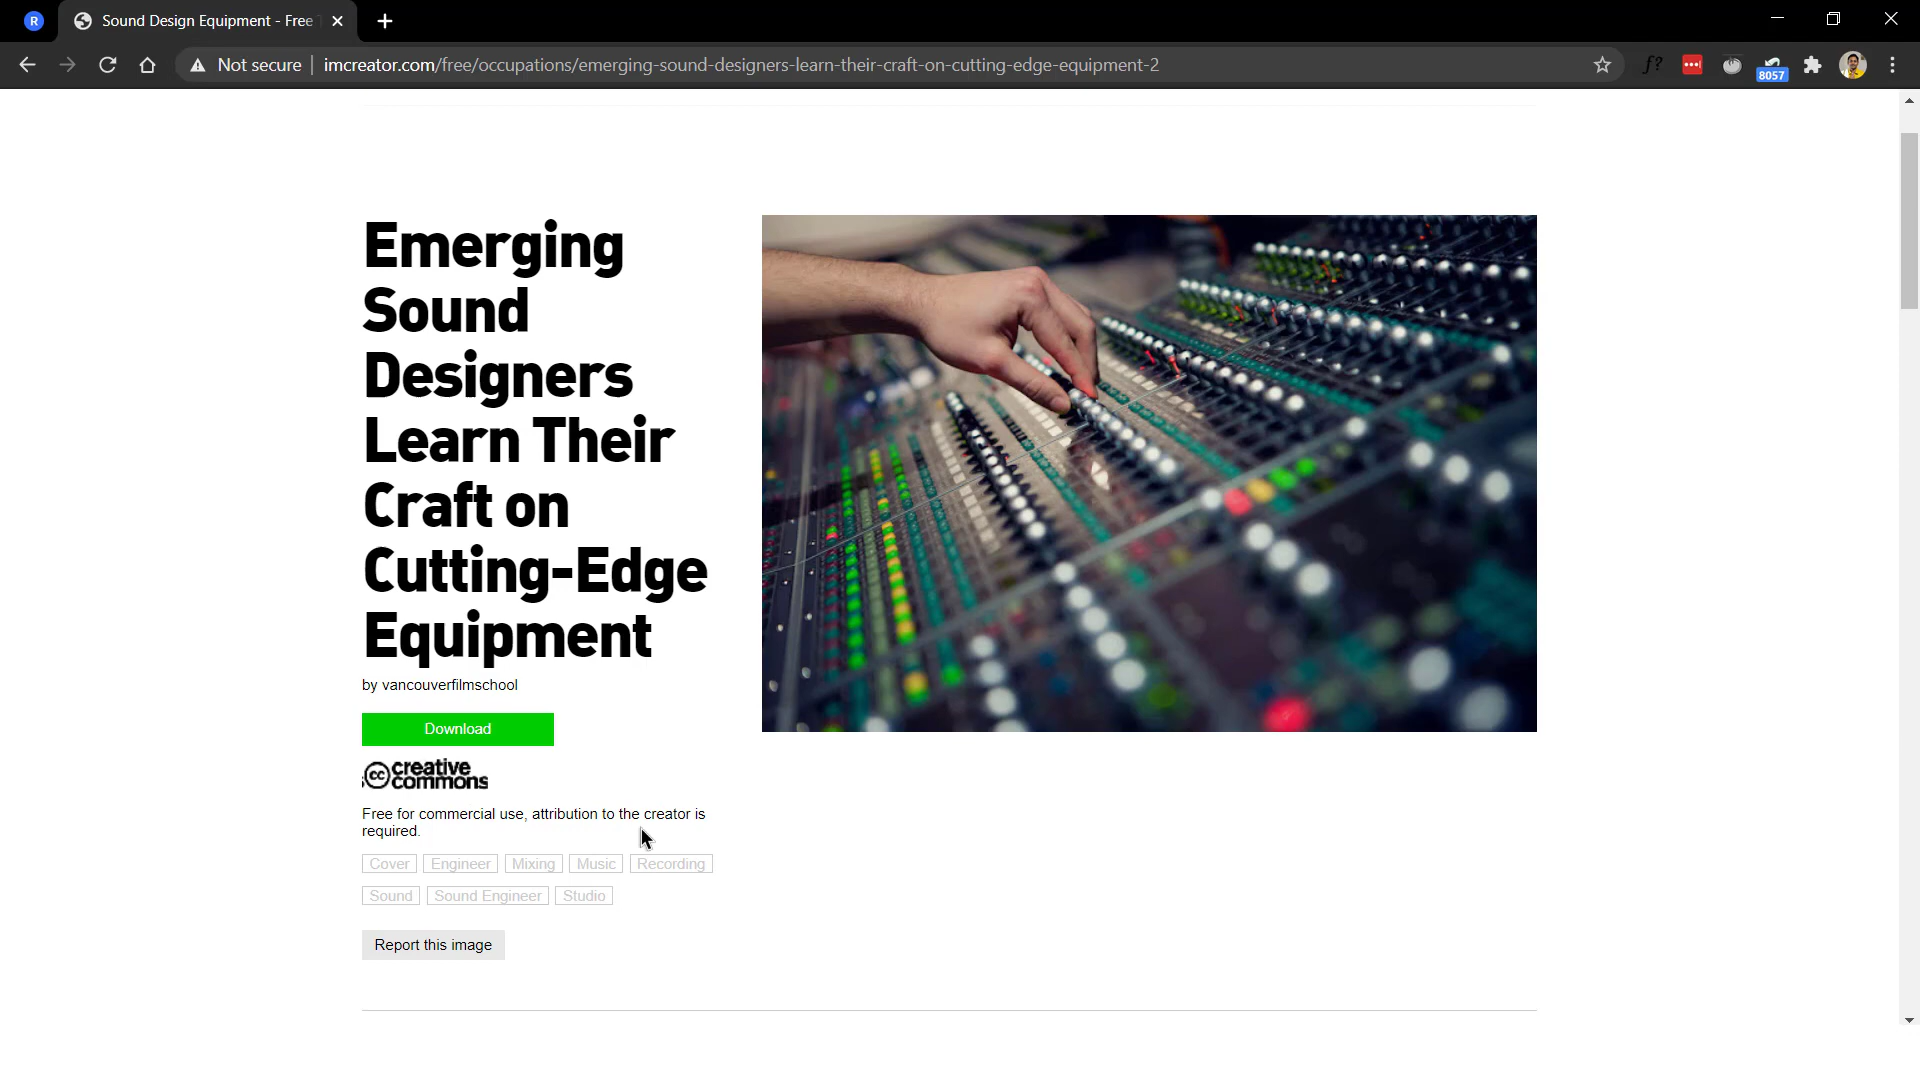 R
Sound Design Equipment - Free
Not secure
imcreator.com/free/occupations/emerging-sound-designers-learn-their-craft-on-cutting-edge-equipment-2
f?
8057
Emerging
Sound
Designers
Learn Their
Craft on
Cutting-Edge
Equipment
by vancouverfilmschool
Download
cc creative
commons
Free for commercial use, attribution to the creator is
required.
Cover Engineer Mixing Music Recording
Sound Sound Engineer Studio
Report this image